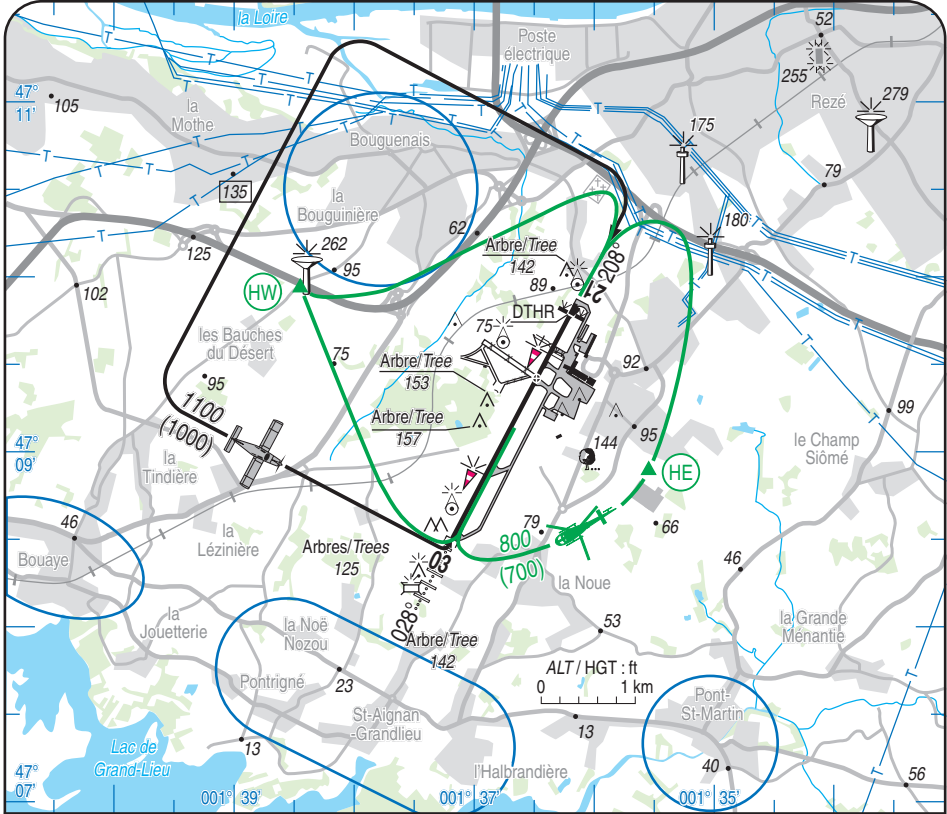 la Loire
Poste
électrique
52
255
Rezé
279
47°
11'
105
la
Mothe
Bouguenais
175
79
135
la
Bouguinière
62
180
125
262
95
Arbre/Tree
142
208°
89
21
HW
102
DTHR
les Bauches
du Désert
75
75
Arbre/Tree
153
92
95
1100
(1000)
Arbre/Tree
157
99
47°
09'
la
Tindière
144
95
le Champ
Siômé
HE
46
Bouaye
la
Lézinière
Arbres/Trees
125
03
79
800
(700)
66
46
la Noue
028°
la
Jouetterie
la Noë
Nozou
Arbre/Tree
142
53
la Grande
Ménantie
ALT / HGT : ft
0 1 km
Pontrigné
23
St-Aignan
-Grandlieu
13
Pont-
St-Martin
13
Lac de
Grand-Lieu
l'Halbrandière
40
56
47°
07'
001° 39'
001° 37'
001° 35'
T T T T T T T T T T T T T T T T T T